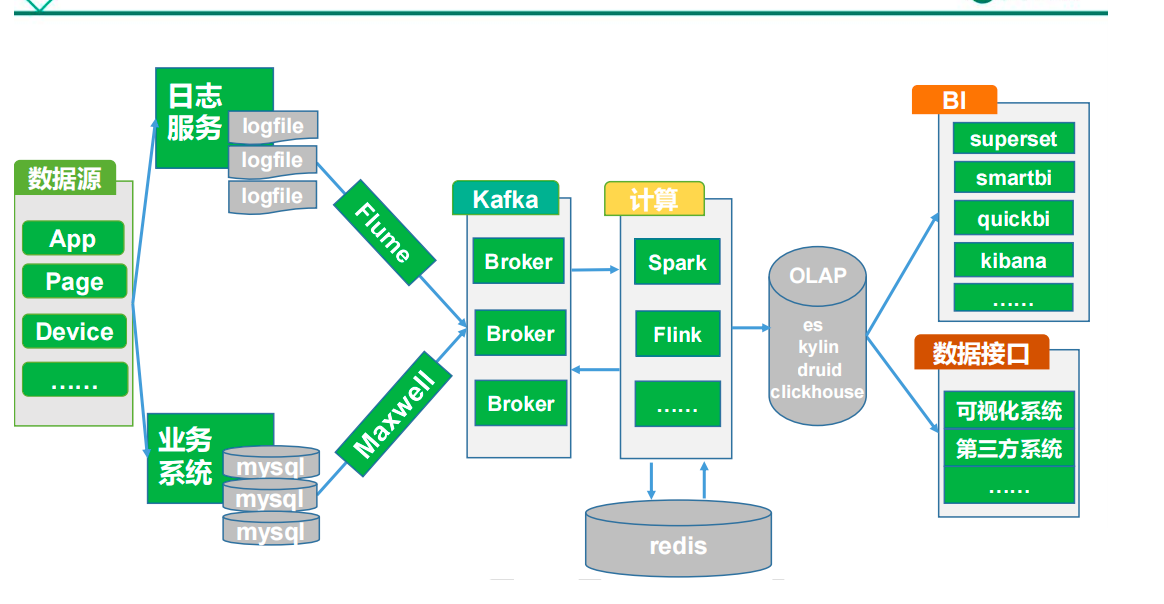 数据源
App
Page
Device
……
日志
服务
logfile
logfile
logfile
业务
系统
mysql
mysql
mysql
Flume
Maxwell
Kafka
Broker
Broker
Broker
计算
Spark
Flink
……
redis
OLAP
es
kylin
druid
clickhouse
BI
superset
smartbi
quickbi
kibana
……
数据接口
可视化系统
第三方系统
……